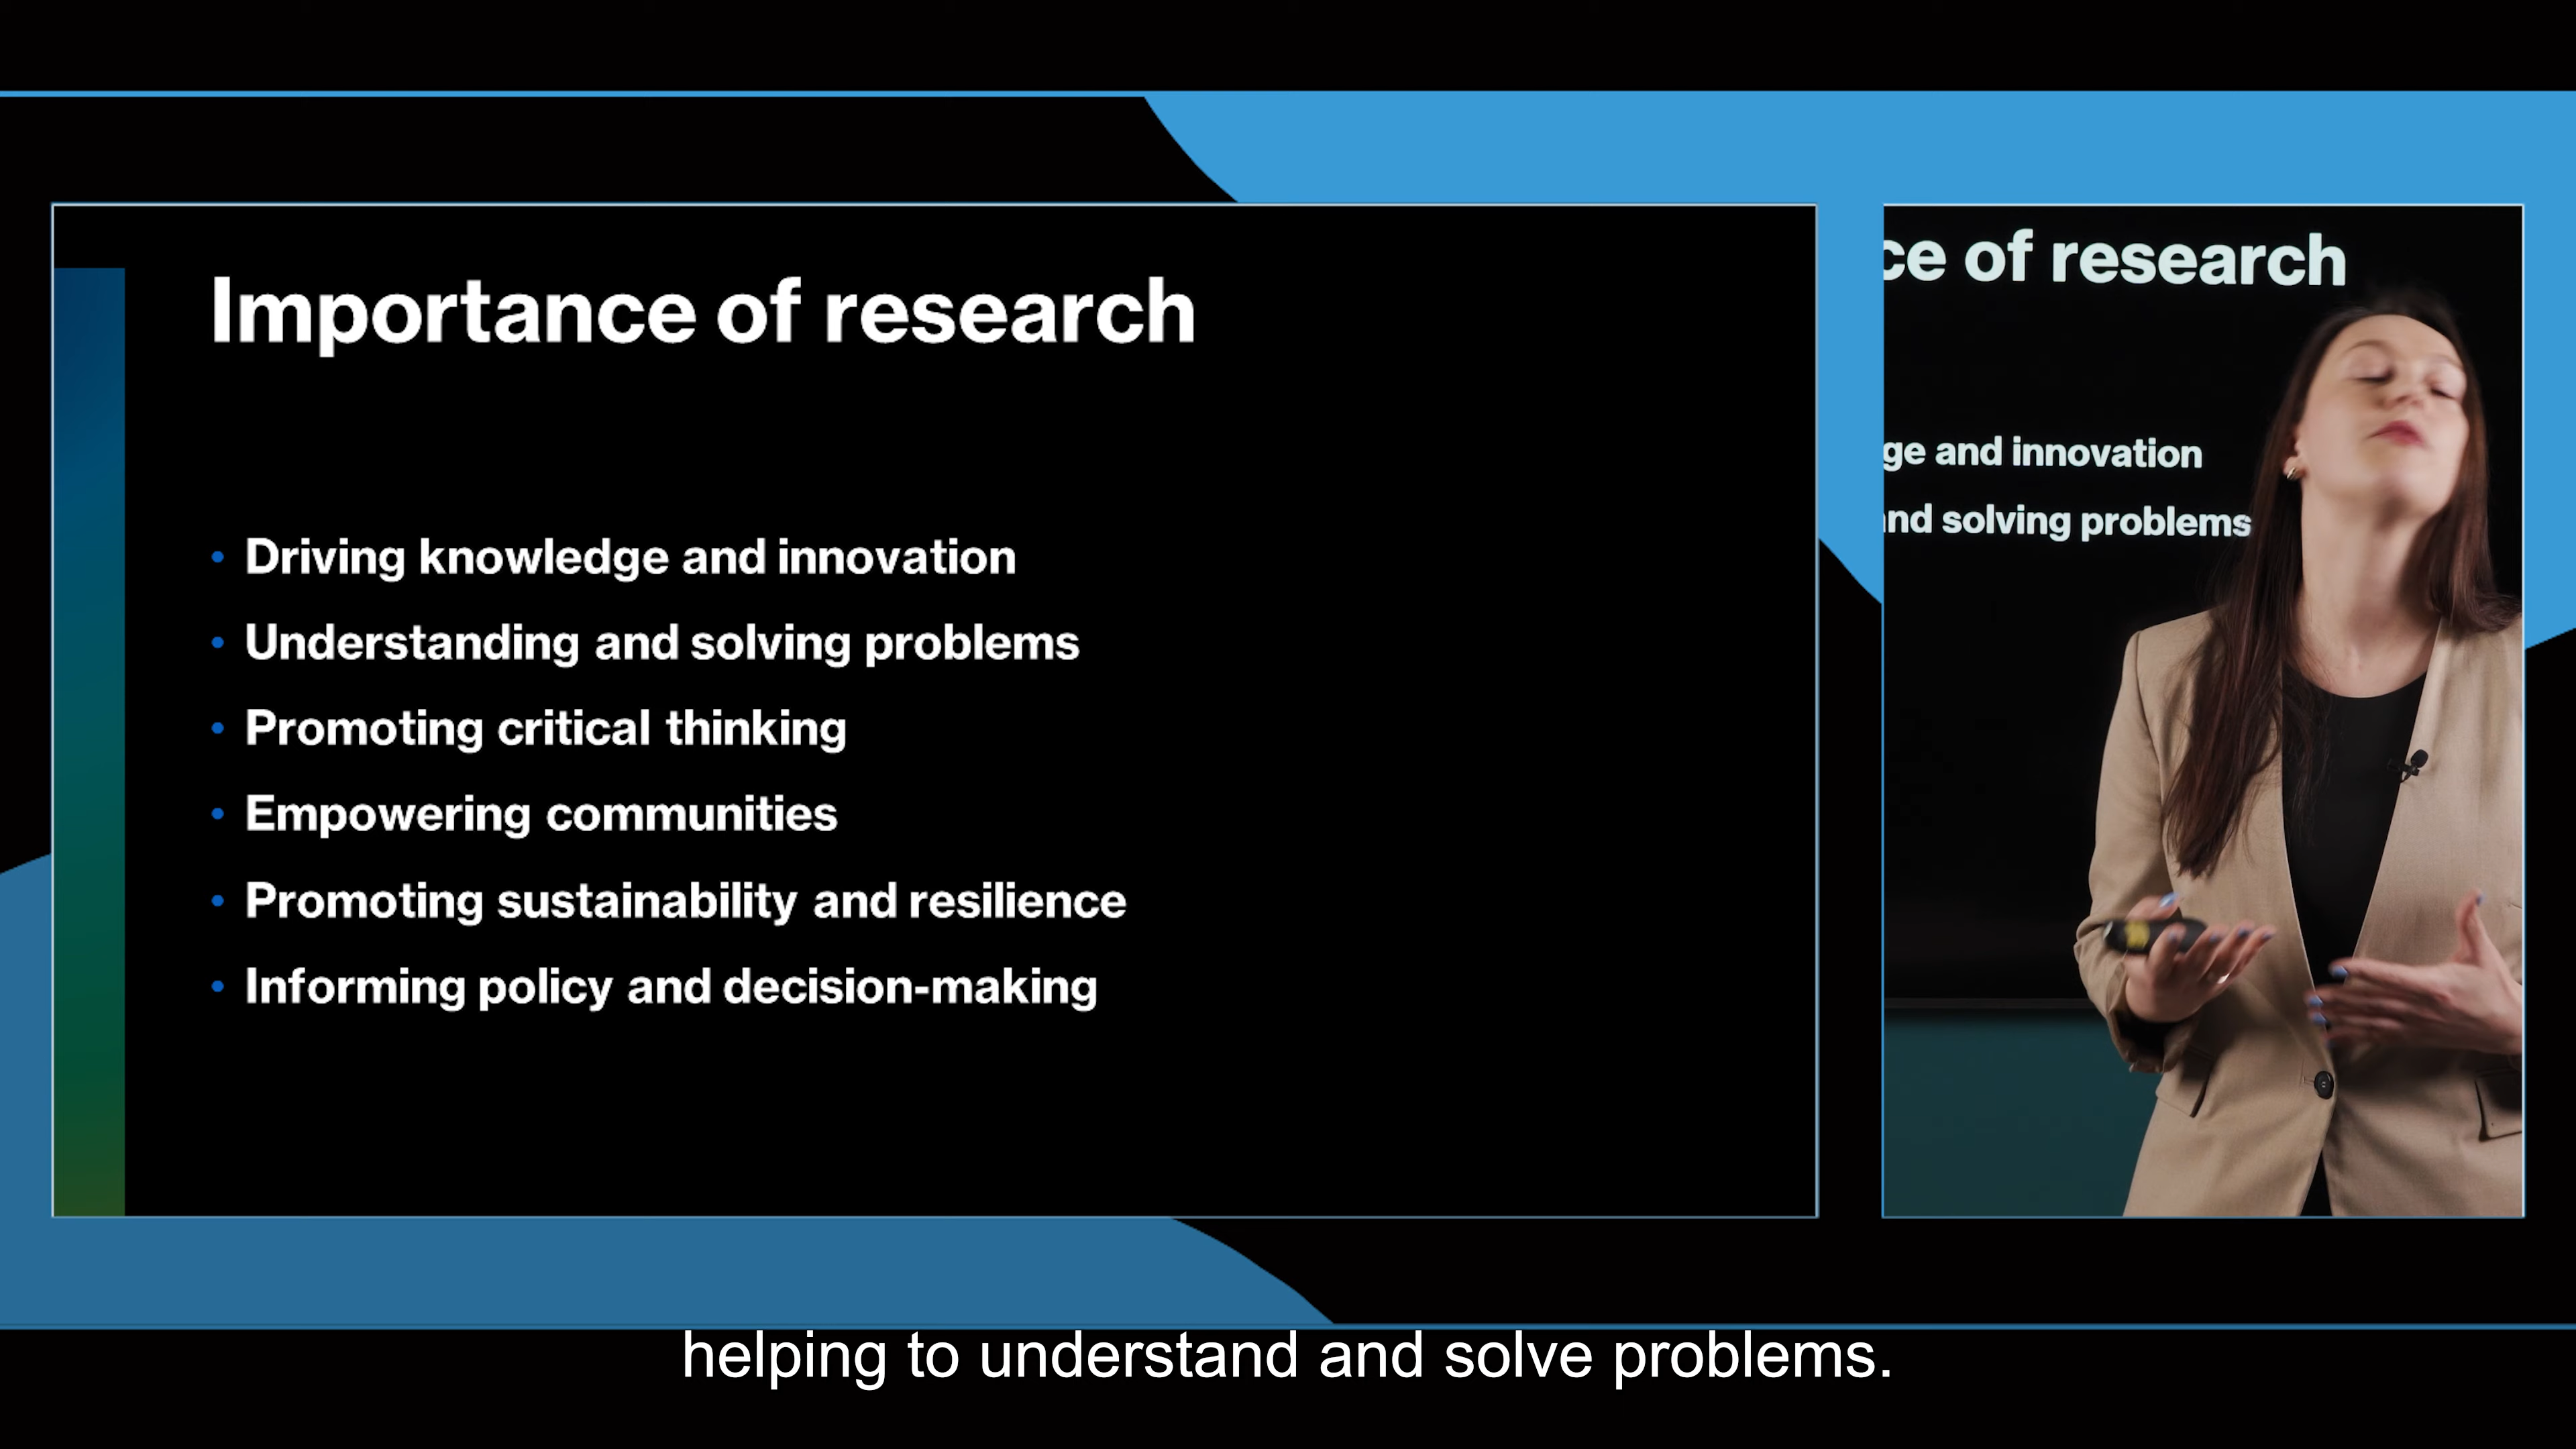 Importance of research
• Driving knowledge and innovation
• Understanding and solving problems
• Promoting critical thinking
• Empowering communities
• Promoting sustainability and resilience
• Informing policy and decision-making
ce of research
ge and innovation
and solving problems
helping to understand and solve problems.